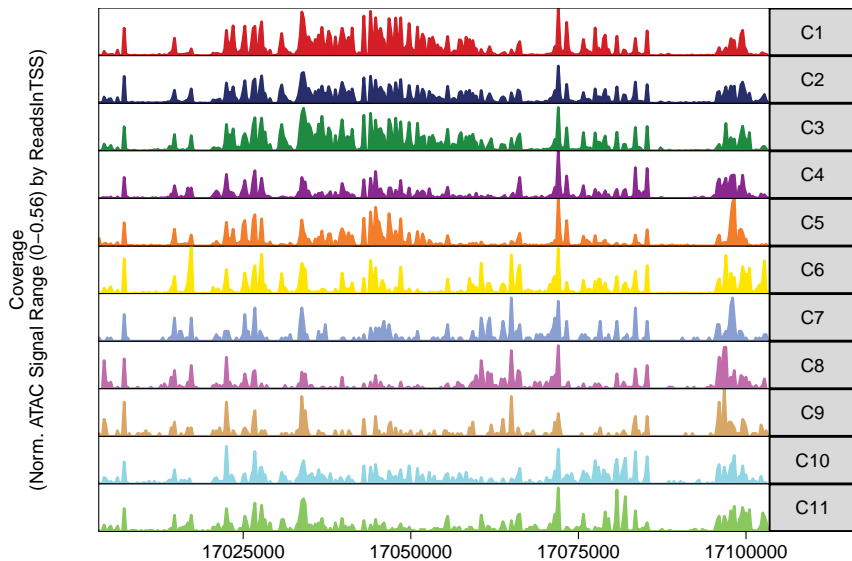 Coverage
(Norm. ATAC Signal Range (0−0.56) by ReadsInTSS)
C1
C2
C3
C4
C5
C6
C7
C8
C9
C10
C11
17025000 17050000 17075000 17100000